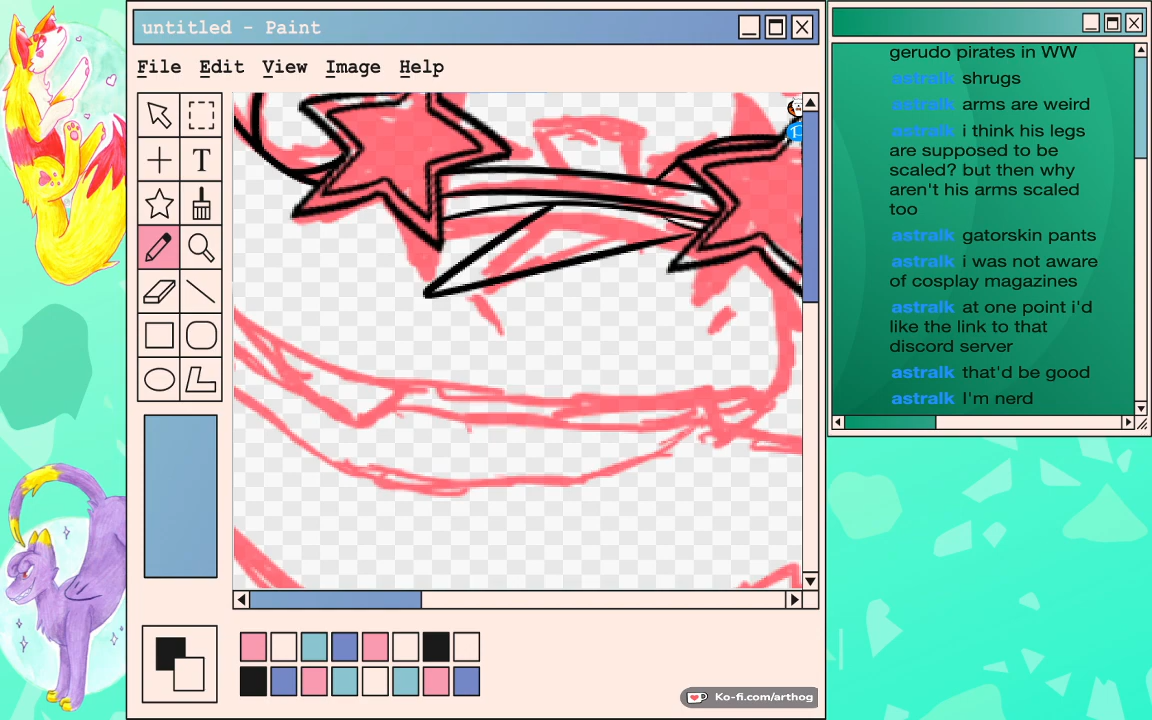 untitled - Paint
File Edit View Image Help
T
Ko-fi.com/arthog
gerudo pirates in WW
astralk shrugs
astralk arms are weird
astralk i think his legs
are supposed to be
scaled? but then why
aren't his arms scaled
too
astralk gatorskin pants
astralk i was not aware
of cosplay magazines
astralk at one point i'd
like the link to that
discord server
astralk that'd be good
astralk I'm nerd